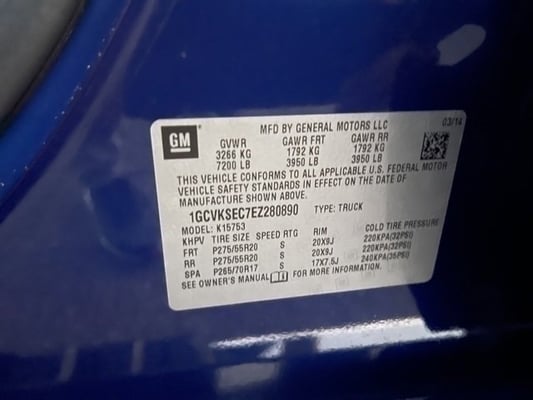 GM
MFD BY GENERAL MOTORS LLC 03/14
GVWR GAWR FRT GAWR RR
3266 KG 1792 KG 1792 KG
7200 LB 3950 LB 3950 LB
THIS VEHICLE CONFORMS TO ALL APPLICABLE U.S. FEDERAL MOTOR
VEHICLE SAFETY STANDARDS IN EFFECT ON THE DATE OF
MANUFACTURE SHOWN ABOVE.
1GCVKSEC7EZ280890 TYPE: TRUCK
MODEL: K15753
KHPV TIRE SIZE SPEED RTG RIM COLD TIRE PRESSURE
FRT P275/55R20 S 20X9J 220KPA(32PSI)
RR P275/55R20 S 20X9J 220KPA(32PSI)
SPA P265/70R17 S 17X7.5J 240KPA(35PSI)
SEE OWNER'S MANUAL FOR MORE INFORMATION.